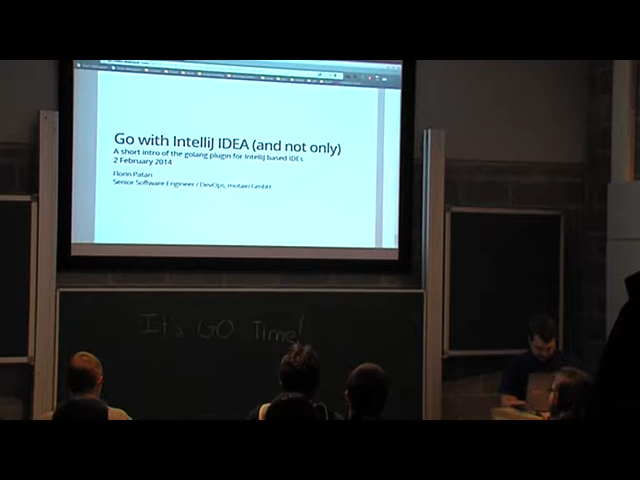 Go with IntelliJ IDEA (and not only)
A short intro of the golang plugin for IntelliJ based IDEs
2 February 2014
Florin Patan
Senior Software Engineer / DevOps, motain GmbH
It's GO Time!